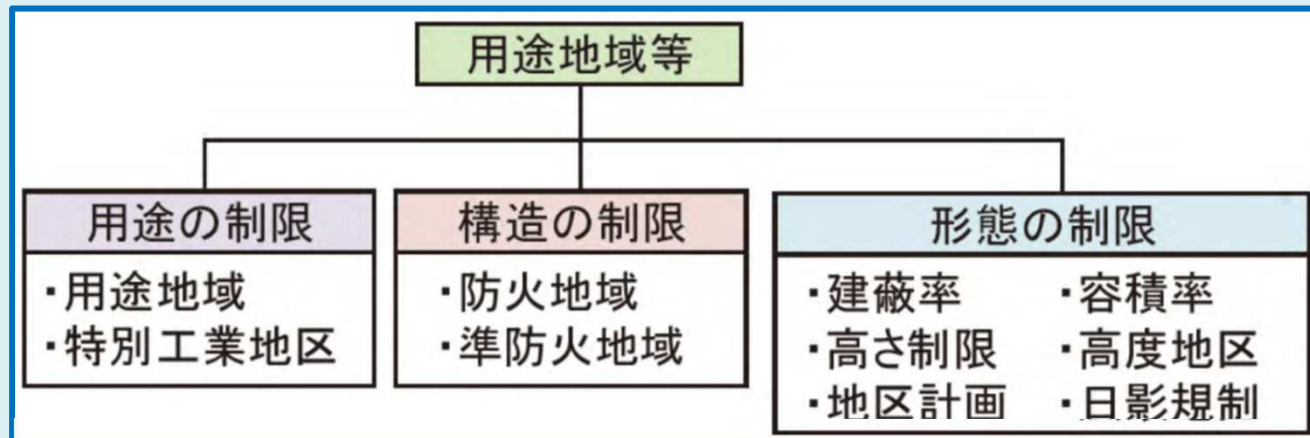 用途地域等
用途の制限
・用途地域
・特別工業地区
構造の制限
・防火地域
・準防火地域
形態の制限
・建蔽率 ・容積率
・高さ制限 ・高度地区
・地区計画 ・日影規制